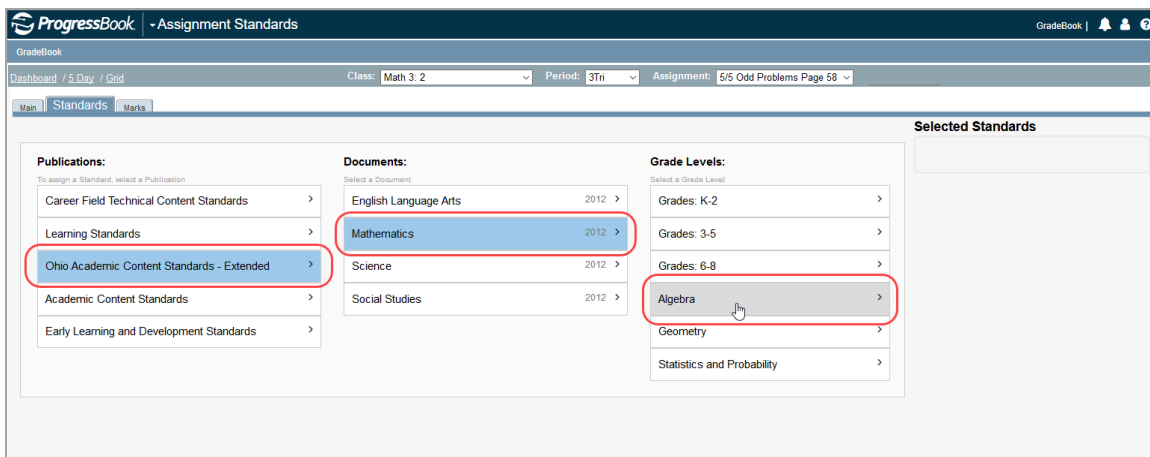 ProgressBook. Assignment Standards GradeBook |
GradeBook
Dashboard / 5 Day / Grid Class: Math 3: 2 Period: 3Tri Assignment: 5/5 Odd Problems Page 58
Main Standards Marks
Selected Standards
Publications: Documents: Grade Levels:
To assign a Standard, select a Publication Select a Document Select a Grade Level
Career Field Technical Content Standards > English Language Arts 2012 > Grades: K-2 >
Learning Standards > Mathematics 2012 > Grades: 3-5 >
Ohio Academic Content Standards - Extended > Science 2012 > Grades: 6-8 >
Academic Content Standards > Social Studies 2012 > Algebra >
Early Learning and Development Standards > Geometry >
Statistics and Probability >